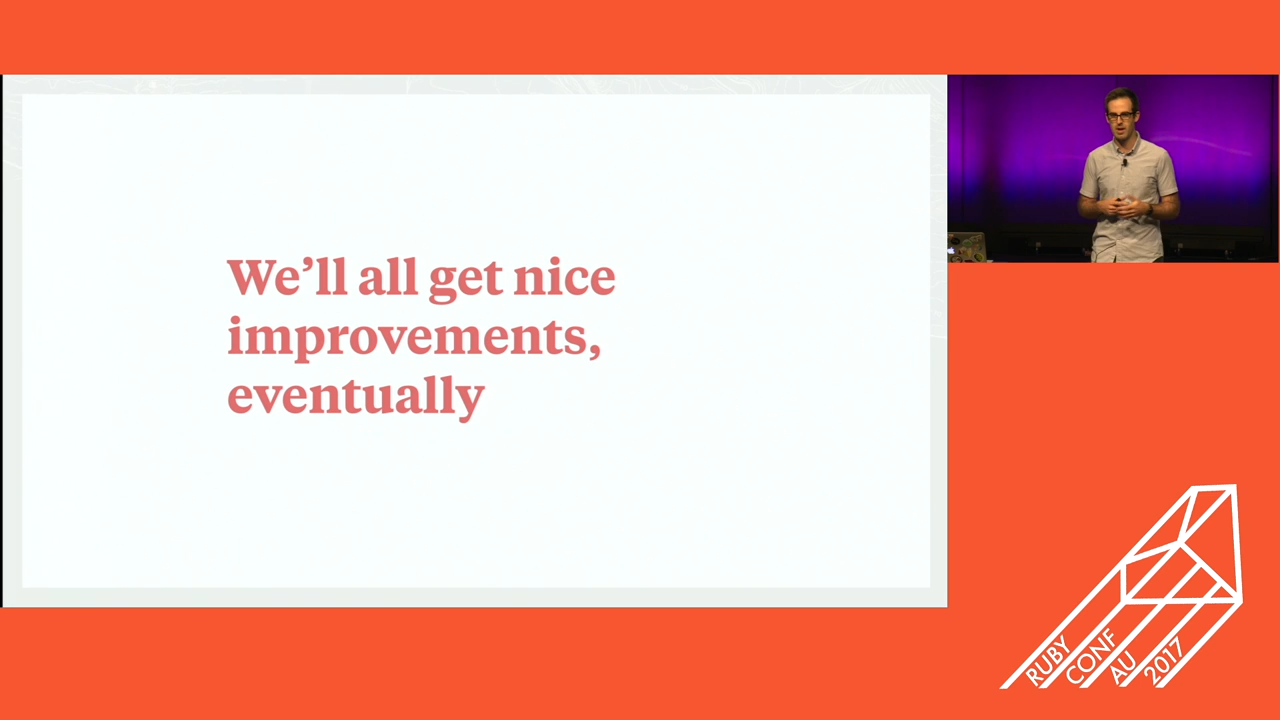 We’ll all get nice
improvements,
eventually
RUBY
CONF
AU
2017